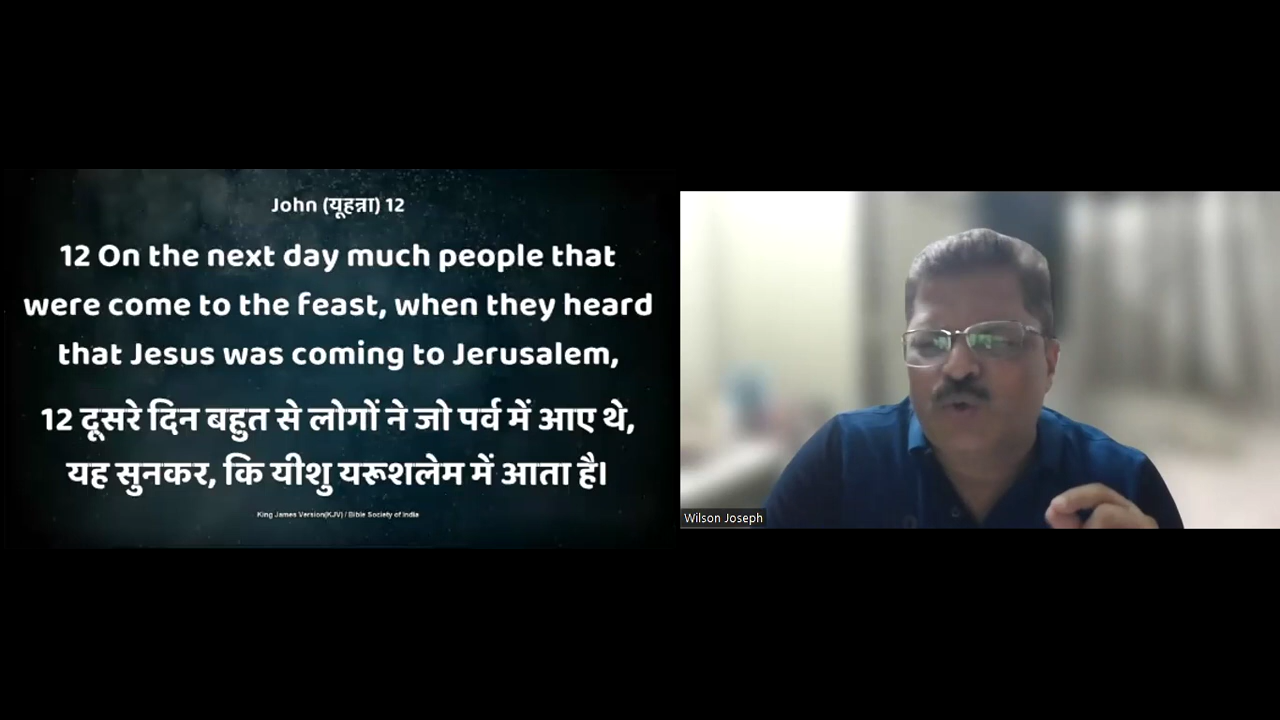 John (यूहन्ना) 12
12 On the next day much people that
were come to the feast, when they heard
that Jesus was coming to Jerusalem,
12 दूसरे दिन बहुत से लोगों ने जो पर्व में आए थे,
यह सुनकर, कि यीशु यरूशलेम में आता है।
King James Version(KJV) / Bible Society of India
Wilson Joseph